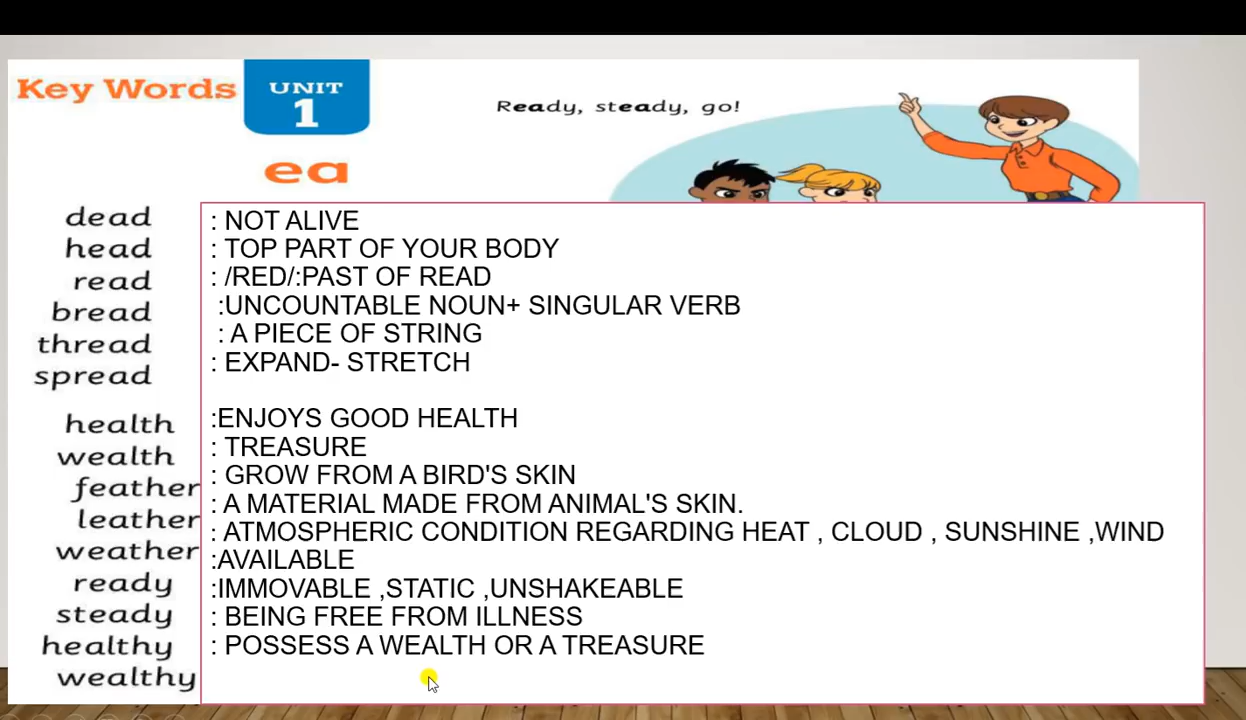 Key Words
UNIT
1
Ready, steady, go!
ea
dead : NOT ALIVE
head : TOP PART OF YOUR BODY
read : /RED/:PAST OF READ
bread :UNCOUNTABLE NOUN+ SINGULAR VERB
thread : A PIECE OF STRING
spread : EXPAND- STRETCH
health :ENJOYS GOOD HEALTH
wealth : TREASURE
feather : GROW FROM A BIRD'S SKIN
leather : A MATERIAL MADE FROM ANIMAL'S SKIN.
weather : ATMOSPHERIC CONDITION REGARDING HEAT , CLOUD , SUNSHINE ,WIND
ready :AVAILABLE
steady :IMMOVABLE ,STATIC ,UNSHAKEABLE
healthy : BEING FREE FROM ILLNESS
wealthy : POSSESS A WEALTH OR A TREASURE